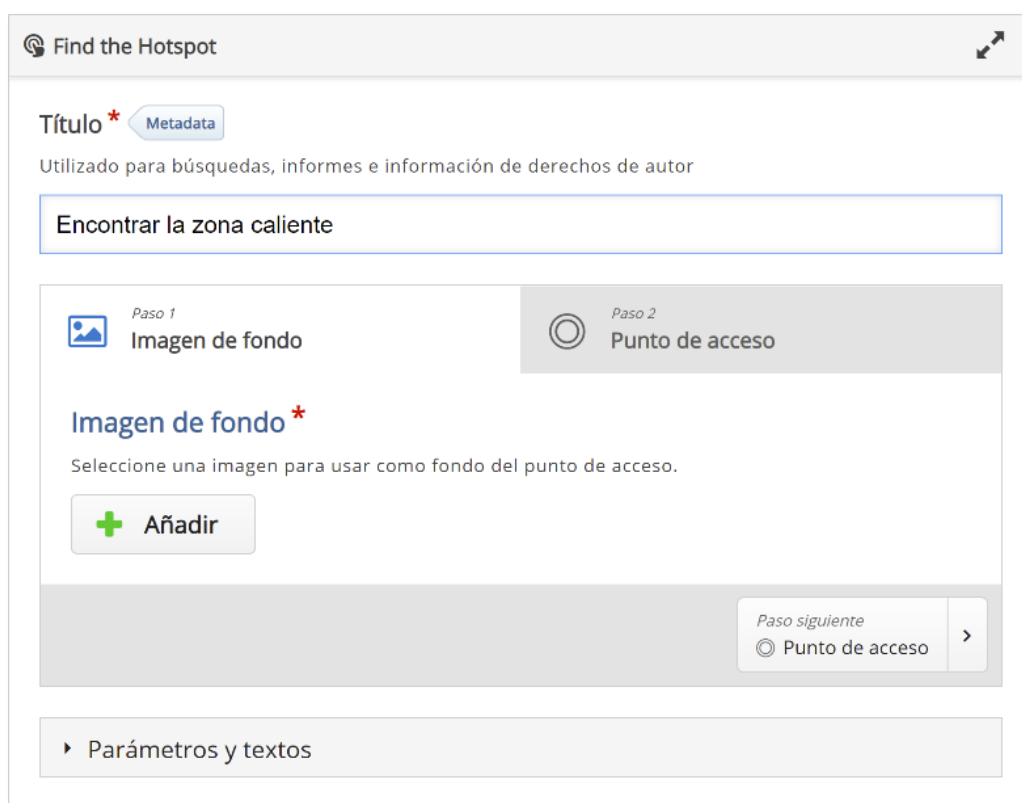 Find the Hotspot
Título * Metadata
Utilizado para búsquedas, informes e información de derechos de autor
Encontrar la zona caliente
Paso 1
Imagen de fondo
Paso 2
Punto de acceso
Imagen de fondo *
Seleccione una imagen para usar como fondo del punto de acceso.
Añadir
Paso siguiente
Punto de acceso
Parámetros y textos